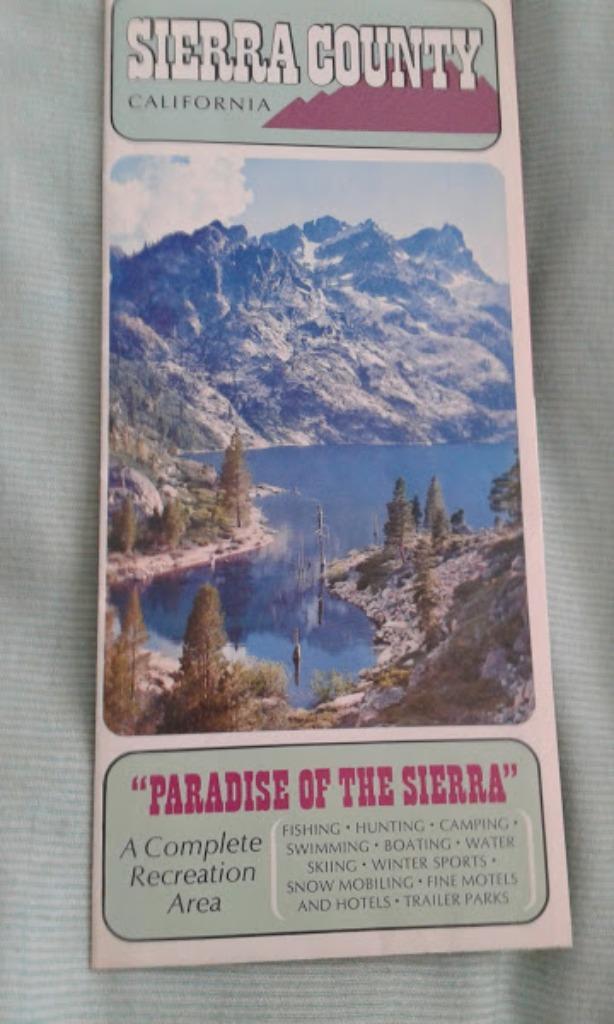 SIERRA COUNTY
CALIFORNIA
"PARADISE OF THE SIERRA"
A Complete
Recreation
Area
FISHING • HUNTING • CAMPING •
SWIMMING • BOATING • WATER
SKIING • WINTER SPORTS •
SNOW MOBILING • FINE MOTELS
AND HOTELS • TRAILER PARKS